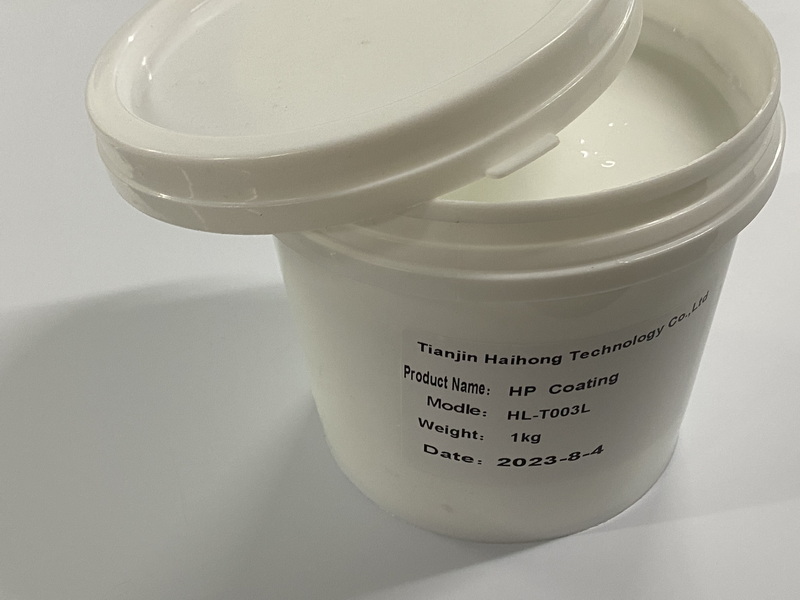 Tianjin Haihong Technology Co.,Ltd
Product Name: HP Coating
Modle: HL-T003L
Weight: 1kg
Date: 2023-8-4